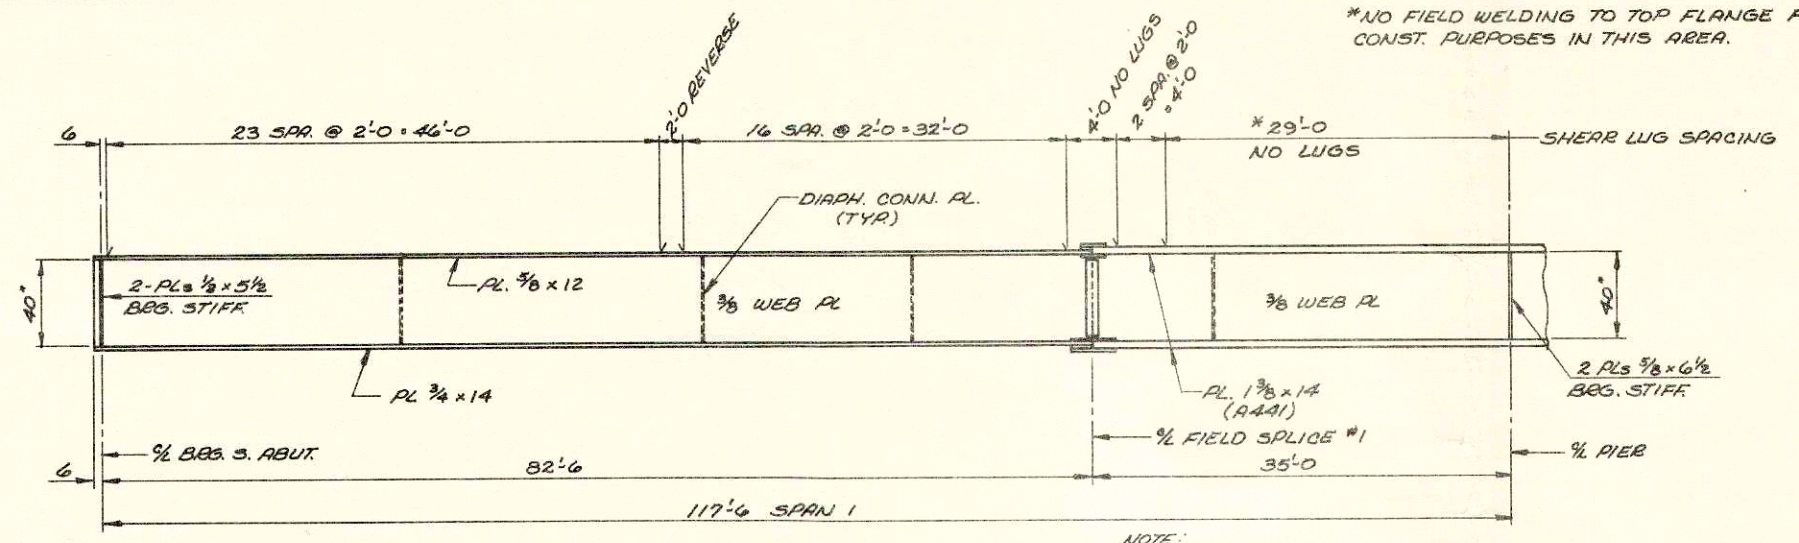 *NO FIELD WELDING TO TOP FLANGE
CONST. PURPOSES IN THIS AREA.
6
23 SPA. @ 2'-0 = 46'-0
2'-0 REVERSE
16 SPA. @ 2'-0 = 32'-0
4'-0 NO LUGS
2 SPA. @ 2'-0
= 4'-0
*29'-0
NO LUGS
SHEAR LUG SPACING
DIAPH. CONN. PL.
(TYP.)
40"
2-PLs 1/2 x 5 1/2
BRG. STIFF.
PL. 5/8 x 12
3/8 WEB PL
3/8 WEB PL
40"
PL 3/4 x 14
PL. 1 3/8 x 14
(A441)
2 PLs 5/8 x 6 1/2
BRG. STIFF.
℄ BRG. S. ABUT.
℄ FIELD SPLICE #1
℄ PIER
6
82'-6
35'-0
117'-6 SPAN 1
NOTE: